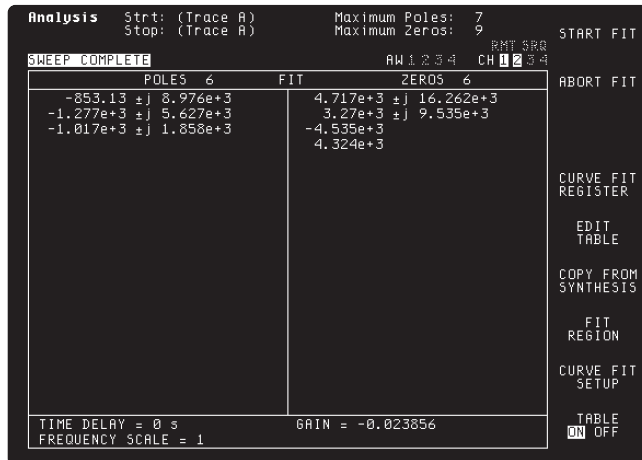 Analysis Strt: (Trace A) Maximum Poles: 7
Stop: (Trace A) Maximum Zeros: 9
RMT SRQ
SWEEP COMPLETE AW 1 2 3 4 CH 1 2 3 4
POLES 6 FIT ZEROS 6
-853.13 ±j 8.976e+3 4.717e+3 ±j 16.262e+3
-1.277e+3 ±j 5.627e+3 3.27e+3 ±j 9.535e+3
-1.017e+3 ±j 1.858e+3 -4.535e+3
4.324e+3
TIME DELAY = 0 s GAIN = -0.023856
FREQUENCY SCALE = 1
START FIT
ABORT FIT
CURVE FIT
REGISTER
EDIT
TABLE
COPY FROM
SYNTHESIS
FIT
REGION
CURVE FIT
SETUP
TABLE
ON OFF